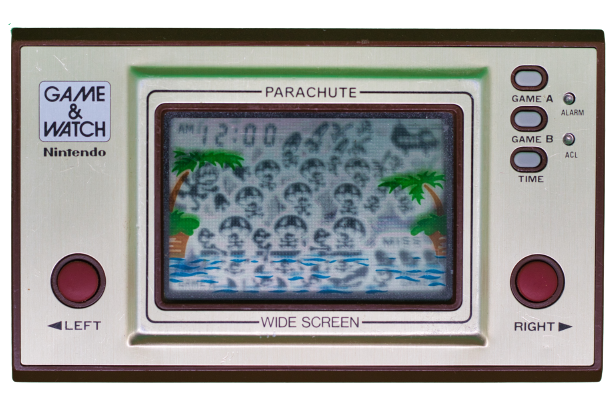 GAME
&
WATCH
Nintendo
PARACHUTE
GAME A
ALARM
GAME B
ACL
TIME
AM 12:00
MISS
◄LEFT
WIDE SCREEN
RIGHT►